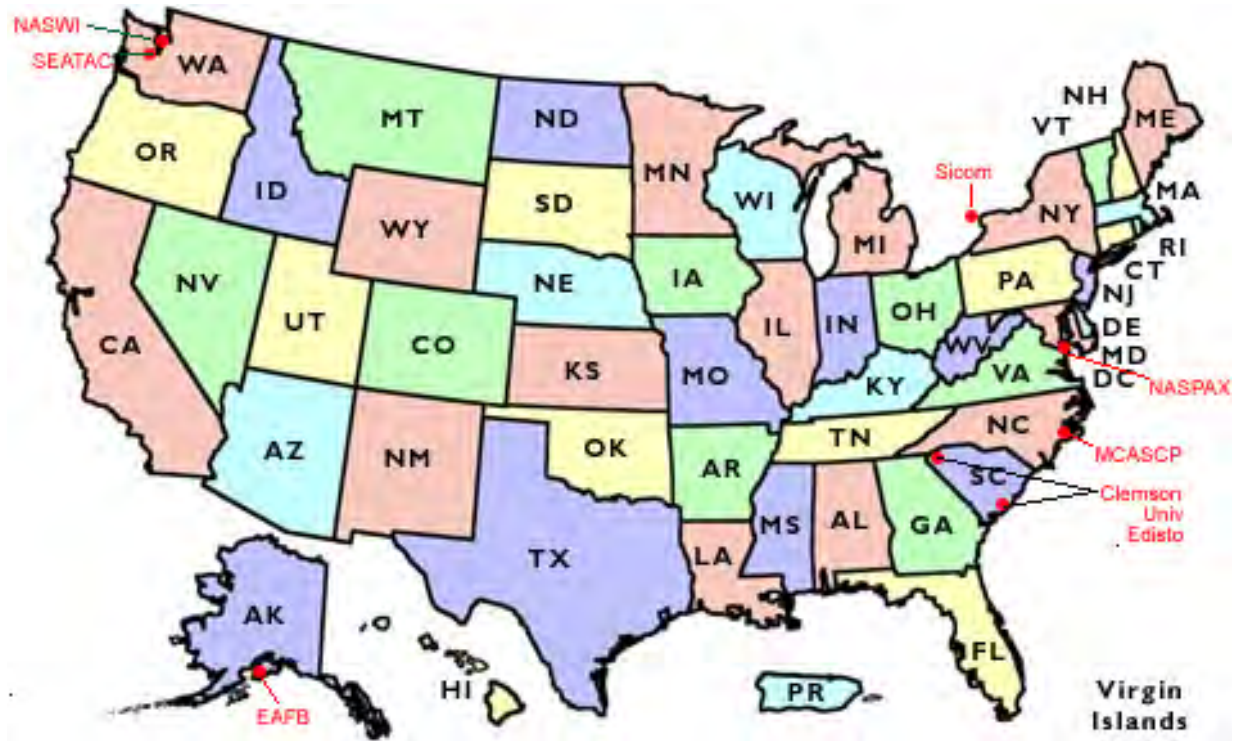 NASWI
SEATAC
WA
MT
ND
MN
OR
ID
SD
WI
WY
MI
Sicom
NH
VT
ME
MA
NY
RI
CT
NJ
PA
NV
UT
NE
IA
CO
CA
IL
IN
OH
WV
DE
MD
DC
VA
NASPAX
KS
MO
KY
AZ
NM
OK
AR
TN
NC
MCASCP
SC
Clemson
Univ
Edisto
TX
LA
MS
AL
GA
AK
EAFB
HI
FL
PR
Virgin
Islands